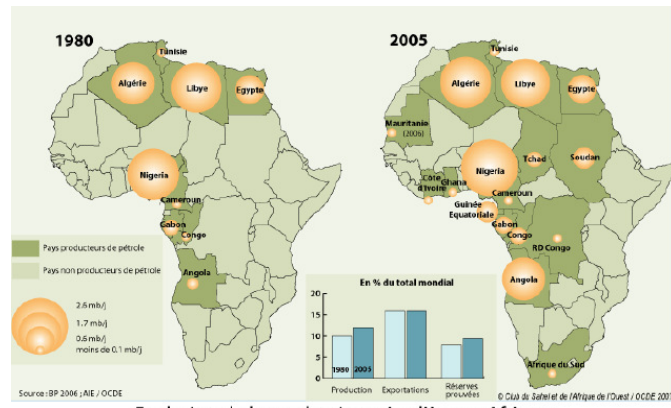 1980
Tunisie
Algérie
Libye
Egypte
Nigeria
Cameroun
Gabon
Congo
Angola
Pays producteurs de pétrole
Pays non producteurs de pétrole
2.6 mb/j
1.7 mb/j
0.6 mb/j
moins de 0.1 mb/j
Source : BP 2006 ; AIE / OCDE
2005
Tunisie
Algérie
Libye
Egypte
Mauritanie
(2006)
Nigeria
Tchad
Soudan
Côte
d'Ivoire
Ghana
Cameroun
Guinée
Equatoriale
Gabon
Congo
RD Congo
Angola
Afrique du Sud
En % du total mondial
20
15
10
5
0
1980
2005
Production
Exportations
Réserves
prouvées
© Club du Sahel et de l'Afrique de l'Ouest / OCDE